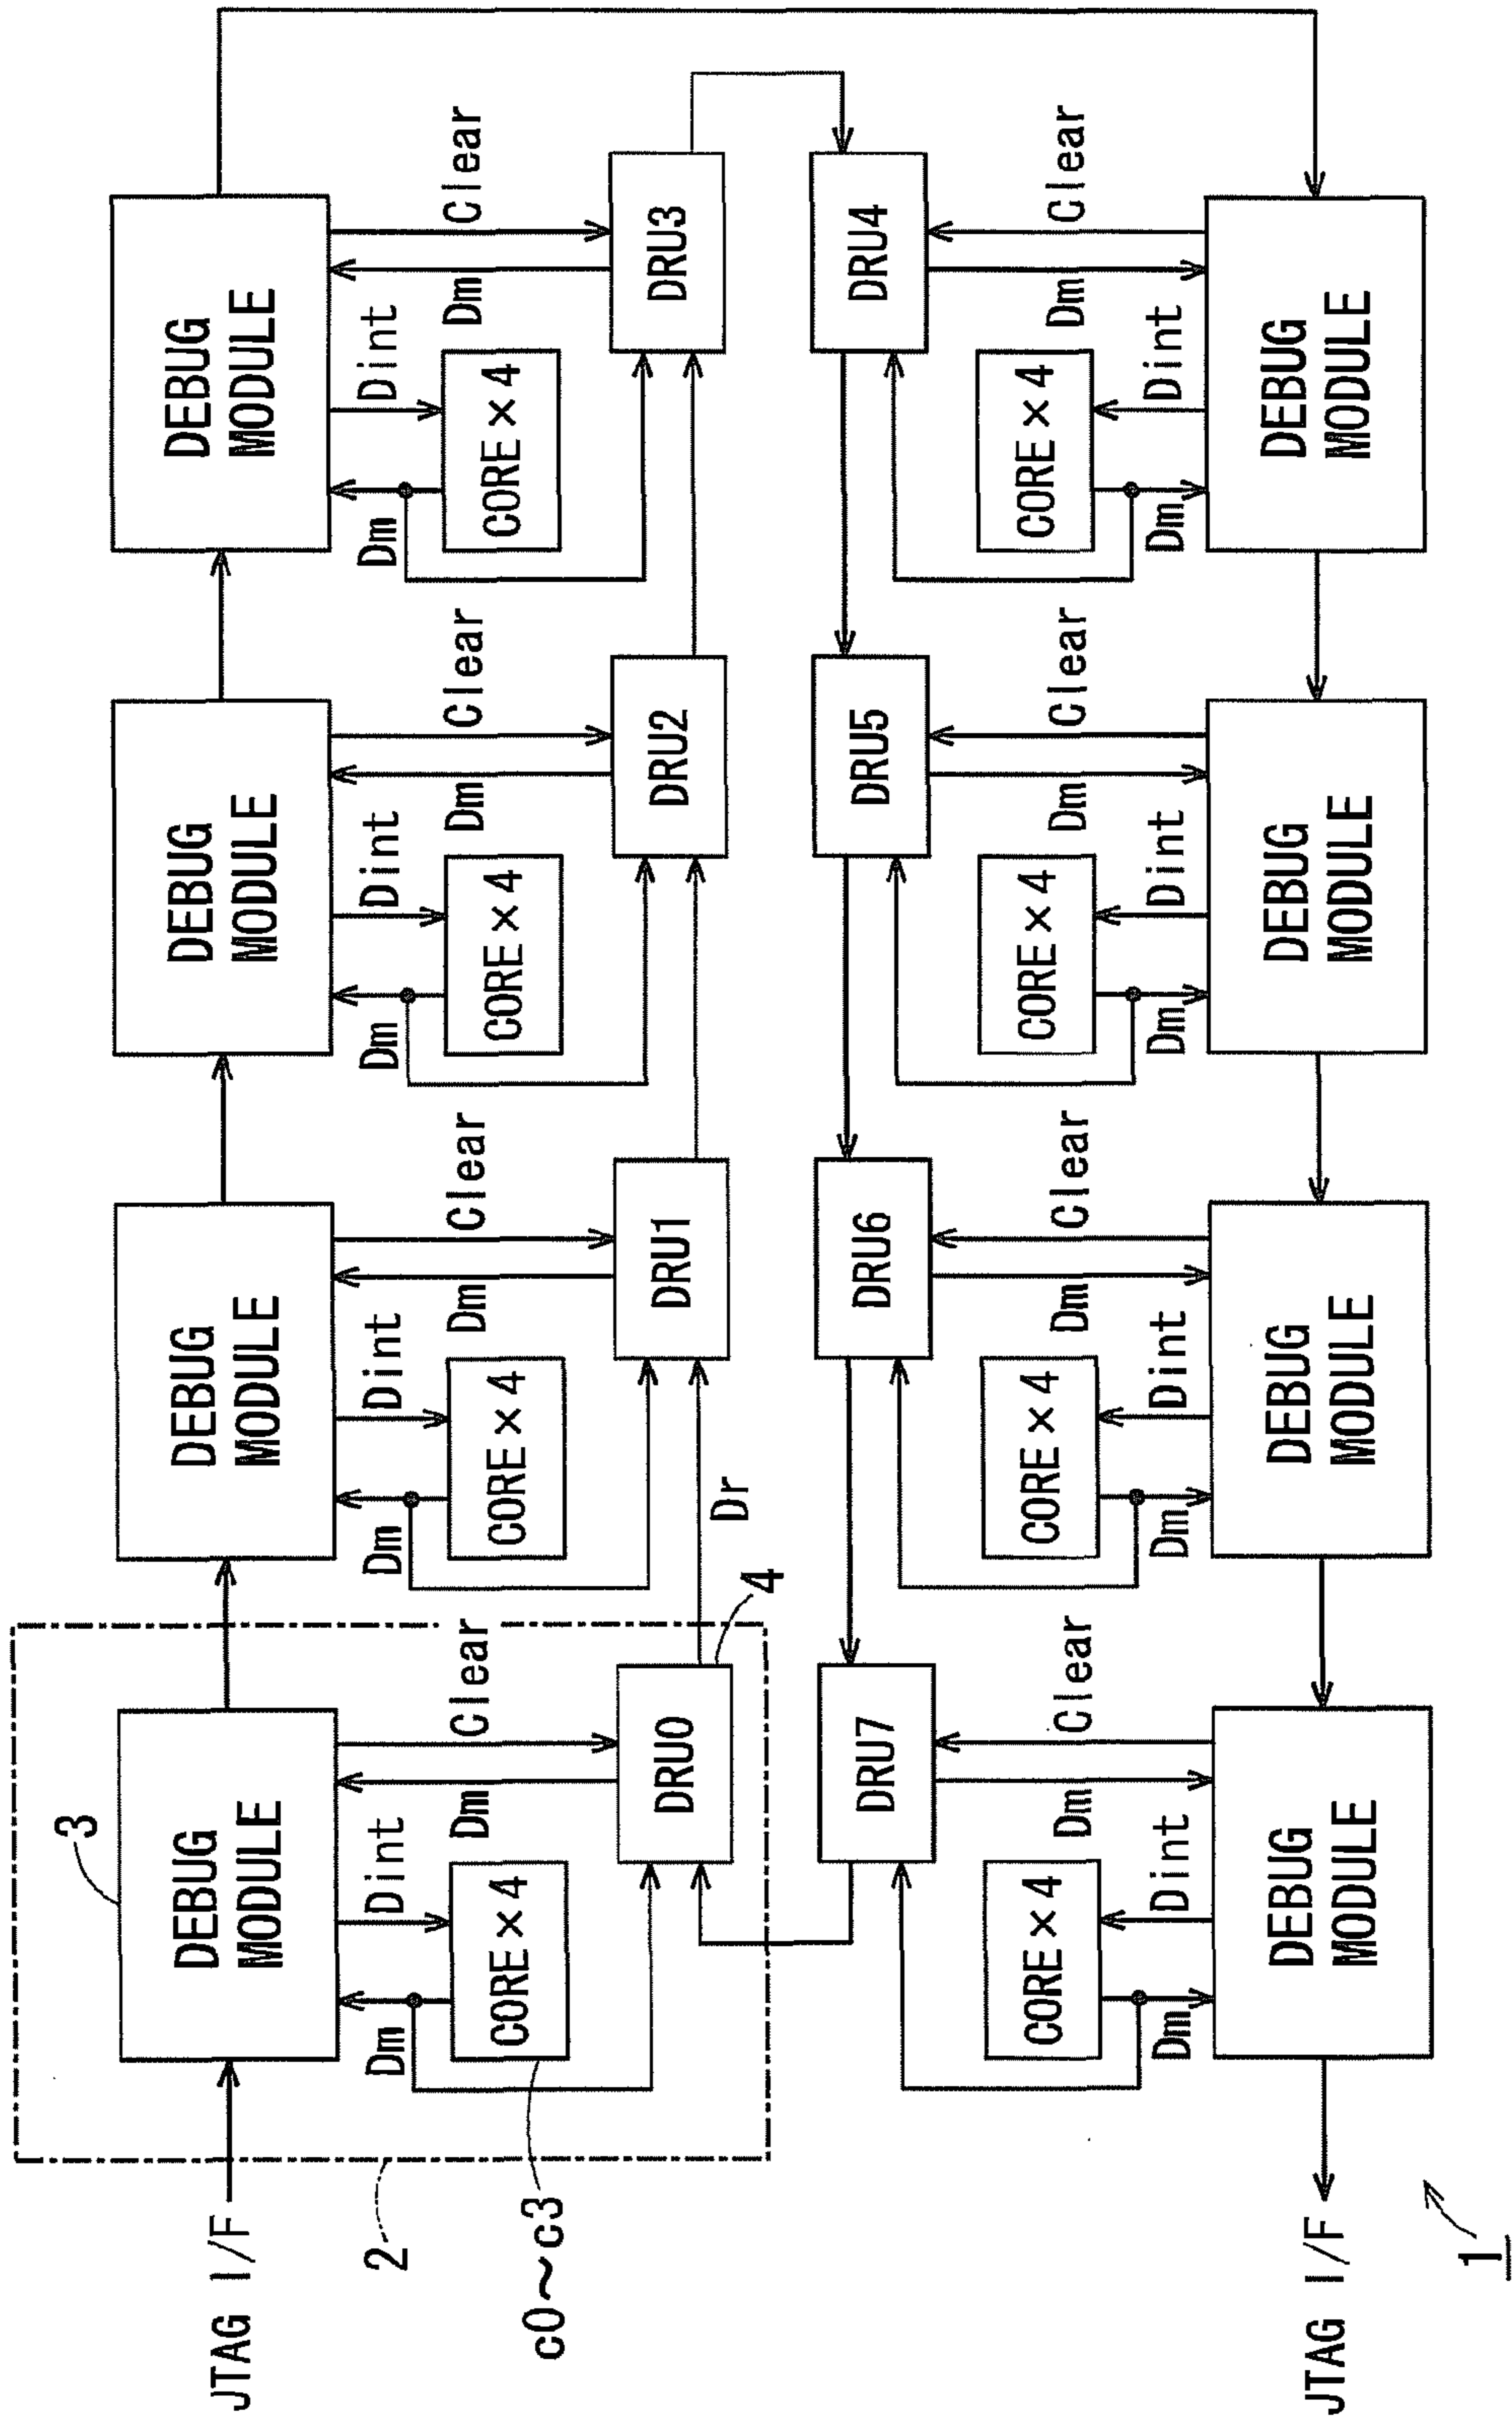 JTAG I/F
2
3
DEBUG
MODULE
Dm
Dint
Dm
Clear
CORE×4
c0~c3
DRU0
4
Dr
DEBUG
MODULE
Dm
Dint
Dm
Clear
CORE×4
DRU1
DEBUG
MODULE
Dm
Dint
Dm
Clear
CORE×4
DRU2
DEBUG
MODULE
Dm
Dint
Dm
Clear
CORE×4
DRU3
DRU7
CORE×4
Dm
Dint
Dm
Clear
DEBUG
MODULE
DRU6
CORE×4
Dm
Dint
Dm
Clear
DEBUG
MODULE
DRU5
CORE×4
Dm
Dint
Dm
Clear
DEBUG
MODULE
DRU4
CORE×4
Dm
Dint
Dm
Clear
DEBUG
MODULE
JTAG I/F
1